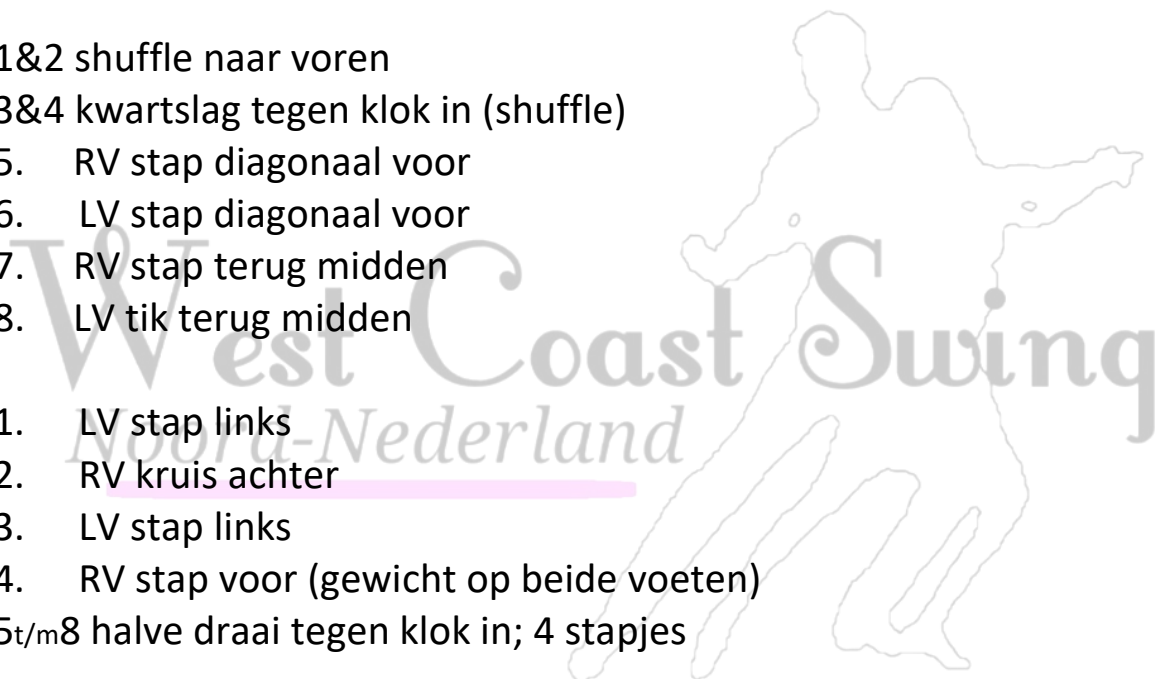 1&2 shuffle naar voren
3&4 kwartslag tegen klok in (shuffle)
5. RV stap diagonaal voor
6. LV stap diagonaal voor
7. RV stap terug midden
8. LV tik terug midden
West Coast Swing
1. LV stap links
Noord-Nederland
2. RV kruis achter
3. LV stap links
4. RV stap voor (gewicht op beide voeten)
5t/m8 halve draai tegen klok in; 4 stapjes